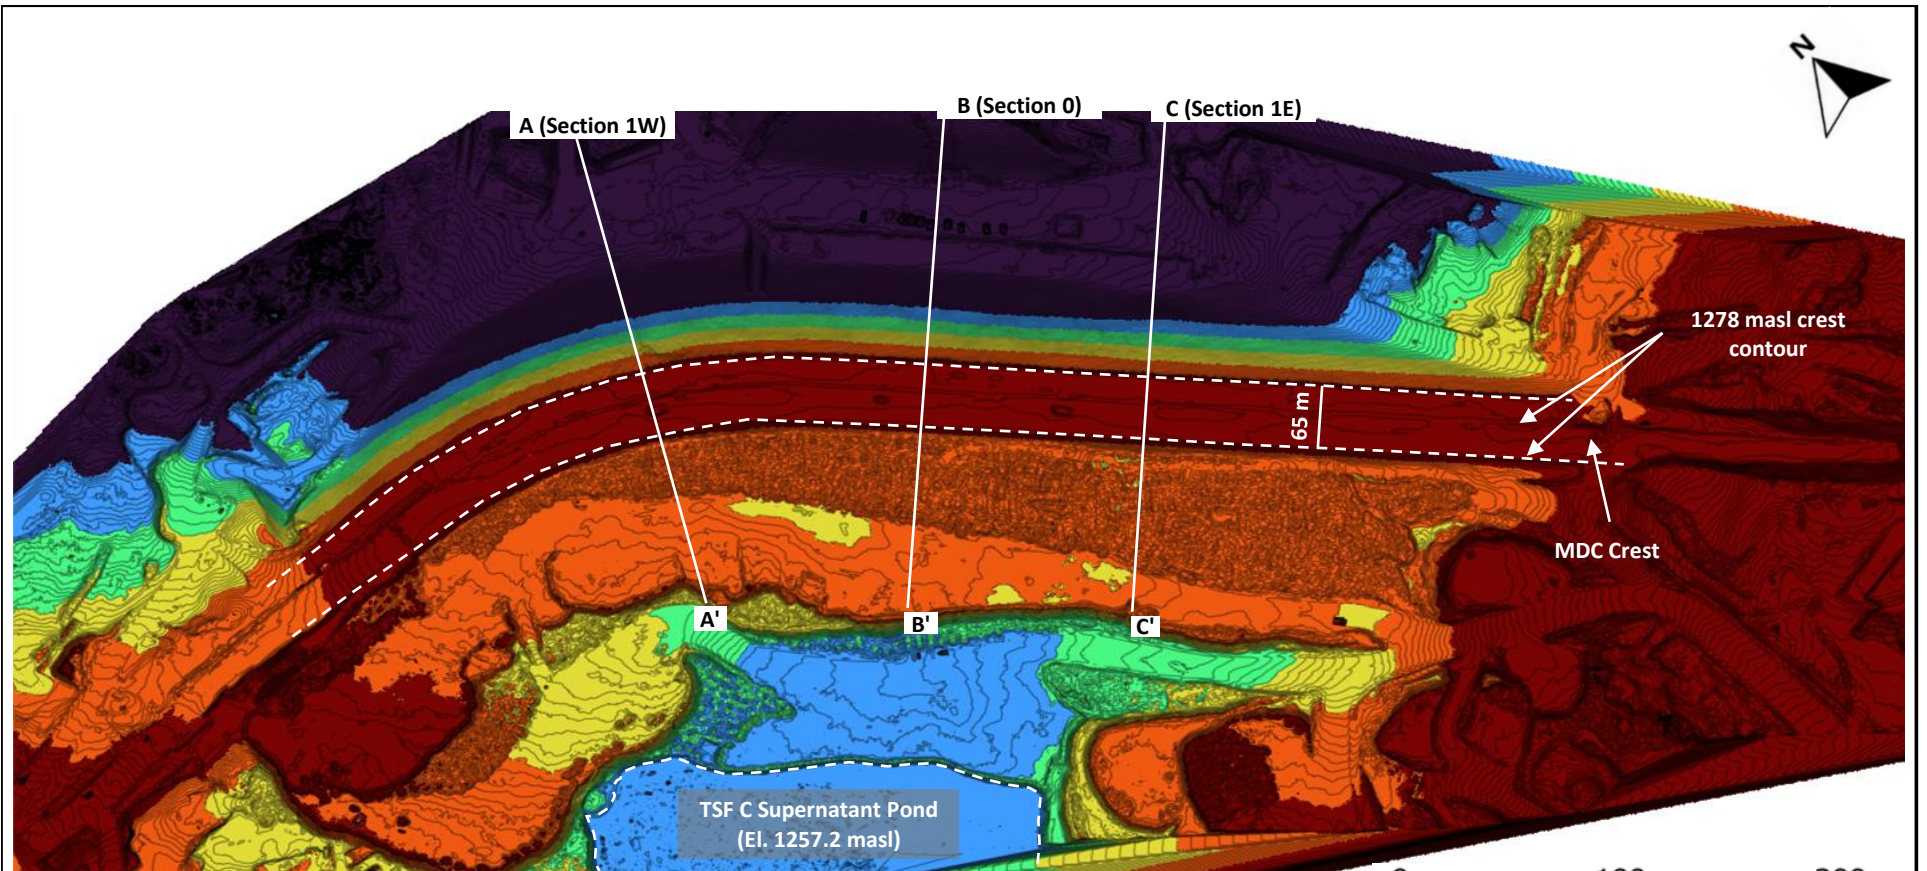 N
A (Section 1W)
B (Section 0)
C (Section 1E)
1278 masl crest
contour
65 m
MDC Crest
A'
B'
C'
TSF C Supernatant Pond
(El. 1257.2 masl)